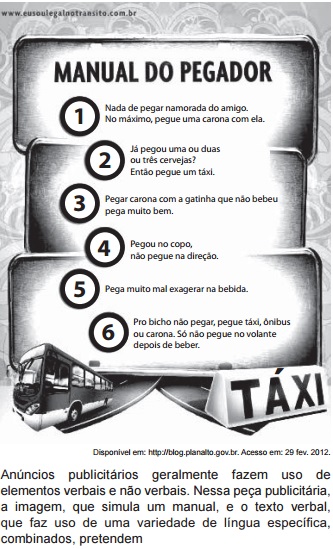 www.eusoulegalnotransito.com.br
MANUAL DO PEGADOR
1
Nada de pegar namorada do amigo.
No máximo, pegue uma carona com ela.
2
Já pegou uma ou duas
ou três cervejas?
Então pegue um táxi.
3
Pegar carona com a gatinha que não bebeu
pega muito bem.
4
Pegou no copo,
não pegue na direção.
5
Pega muito mal exagerar na bebida.
6
Pro bicho não pegar, pegue táxi, ônibus
ou carona. Só não pegue no volante
depois de beber.
TÁXI
Disponível em: http://blog.planalto.gov.br. Acesso em: 29 fev. 2012.
Anúncios publicitários geralmente fazem uso de
elementos verbais e não verbais. Nessa peça publicitária,
a imagem, que simula um manual, e o texto verbal,
que faz uso de uma variedade de língua específica,
combinados, pretendem